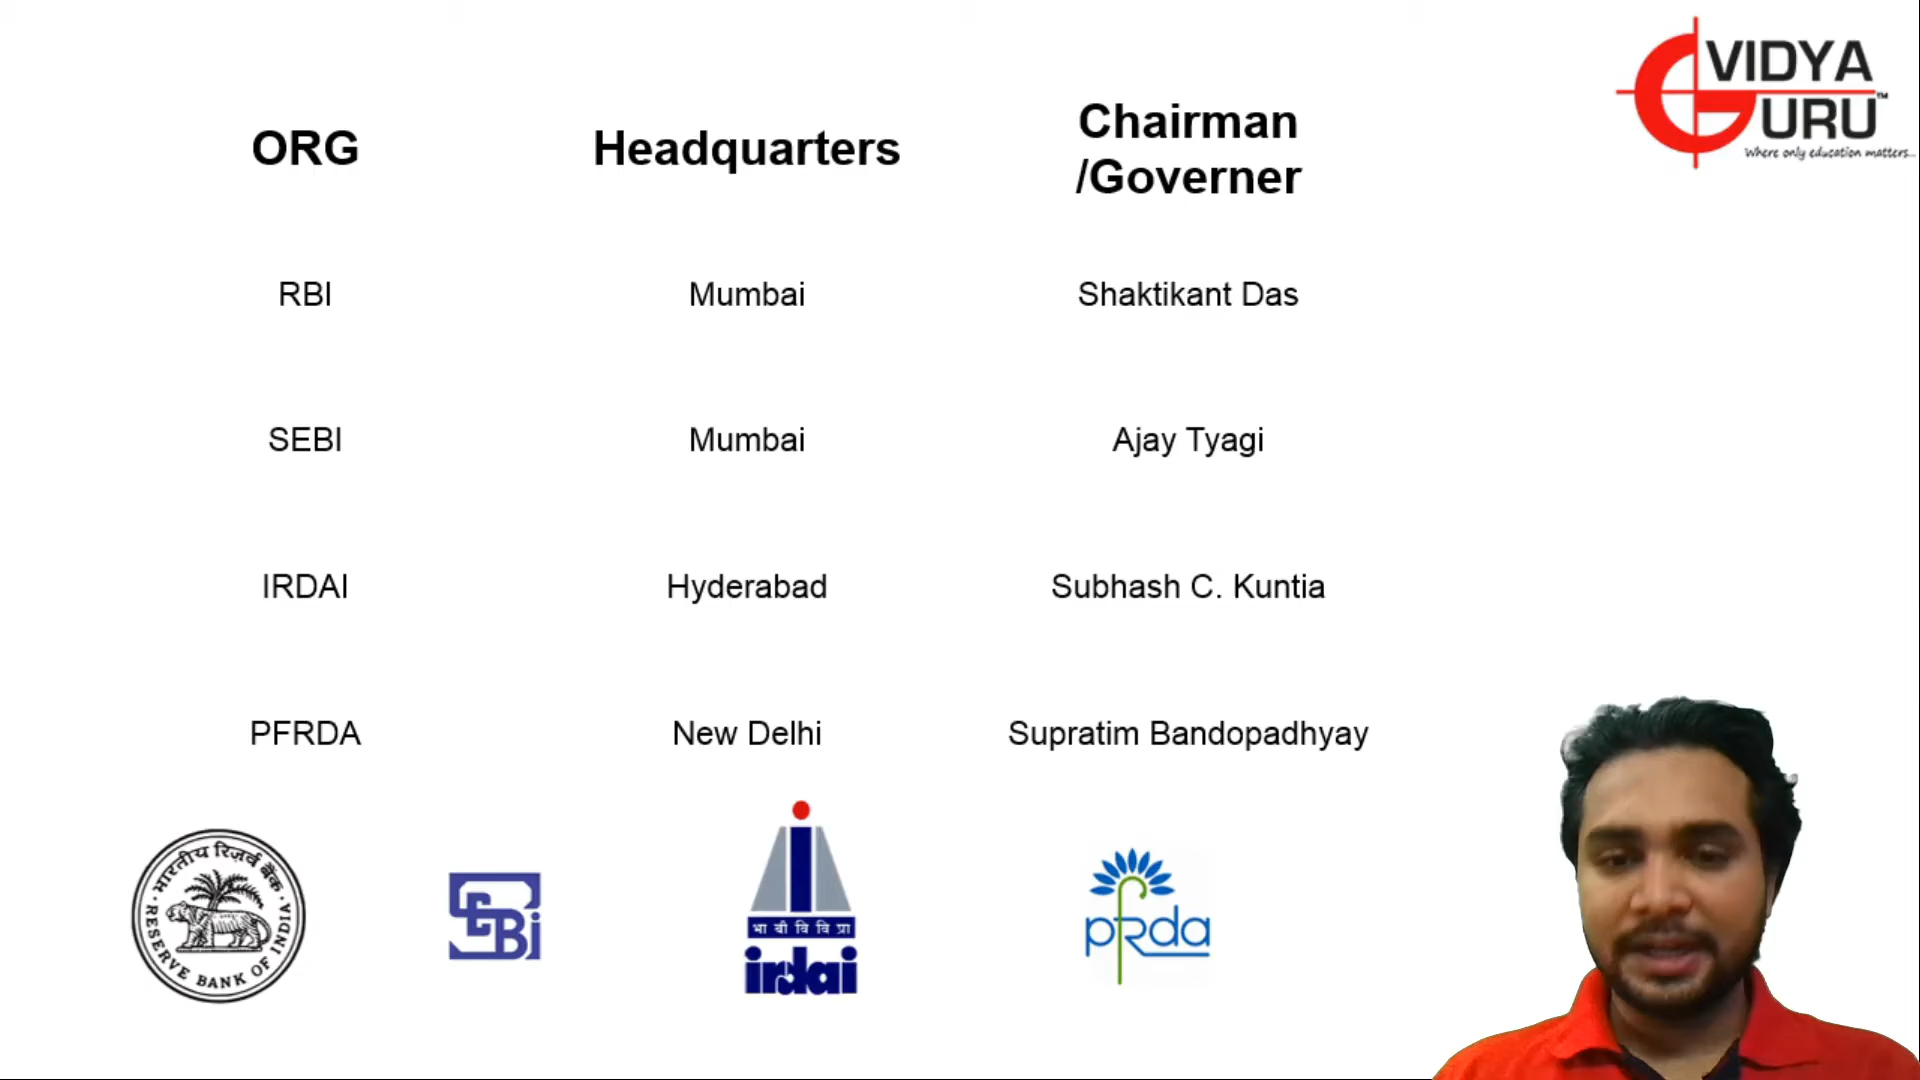 VIDYA
GURU™
Where only education matters...
ORG Headquarters Chairman
/Governer
RBI Mumbai Shaktikant Das
SEBI Mumbai Ajay Tyagi
IRDAI Hyderabad Subhash C. Kuntia
PFRDA New Delhi Supratim Bandopadhyay
भारतीय रिज़र्व बैंक
RESERVE BANK OF INDIA
SEBI
भा बी वि वि प्रा
irdai
pfrda